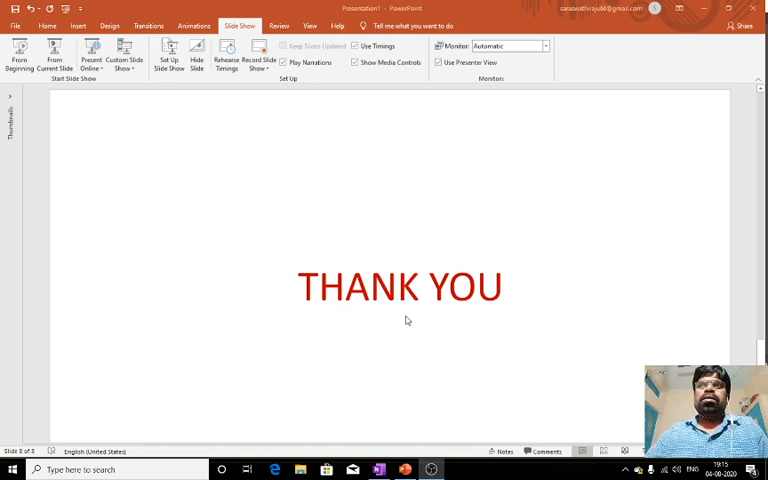 Presentation1 - PowerPoint
saraswathiraju66@gmail.com
S
File Home Insert Design Transitions Animations Slide Show Review View Help Tell me what you want to do Share
From Beginning
From Current Slide
Present Online
Custom Slide Show
Start Slide Show
Set Up Slide Show
Hide Slide
Rehearse Timings
Record Slide Show
Keep Slides Updated
Play Narrations
Use Timings
Show Media Controls
Set Up
Monitor: Automatic
Use Presenter View
Monitors
Thumbnails
THANK YOU
Slide 8 of 8 English (United States) Notes Comments
Type here to search
ENG
19:15
04-08-2020